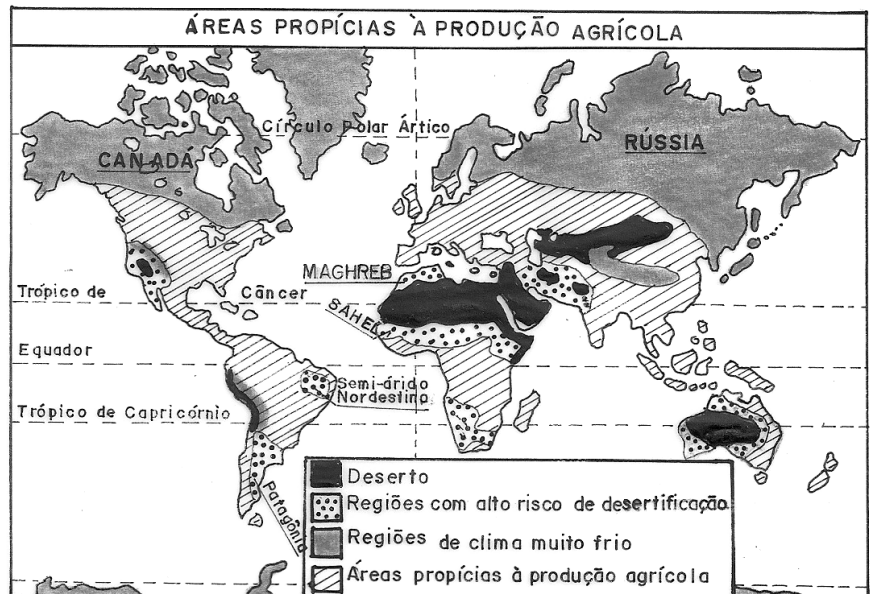 ÁREAS PROPÍCIAS À PRODUÇÃO AGRÍCOLA
Círculo Polar Ártico
CANADÁ
RÚSSIA
MAGHREB
Trópico de Câncer
SAHEL
Equador
Semi-árido
Nordestino
Trópico de Capricórnio
Patagônia
Deserto
Regiões com alto risco de desertificação
Regiões de clima muito frio
Áreas propícias à produção agrícola